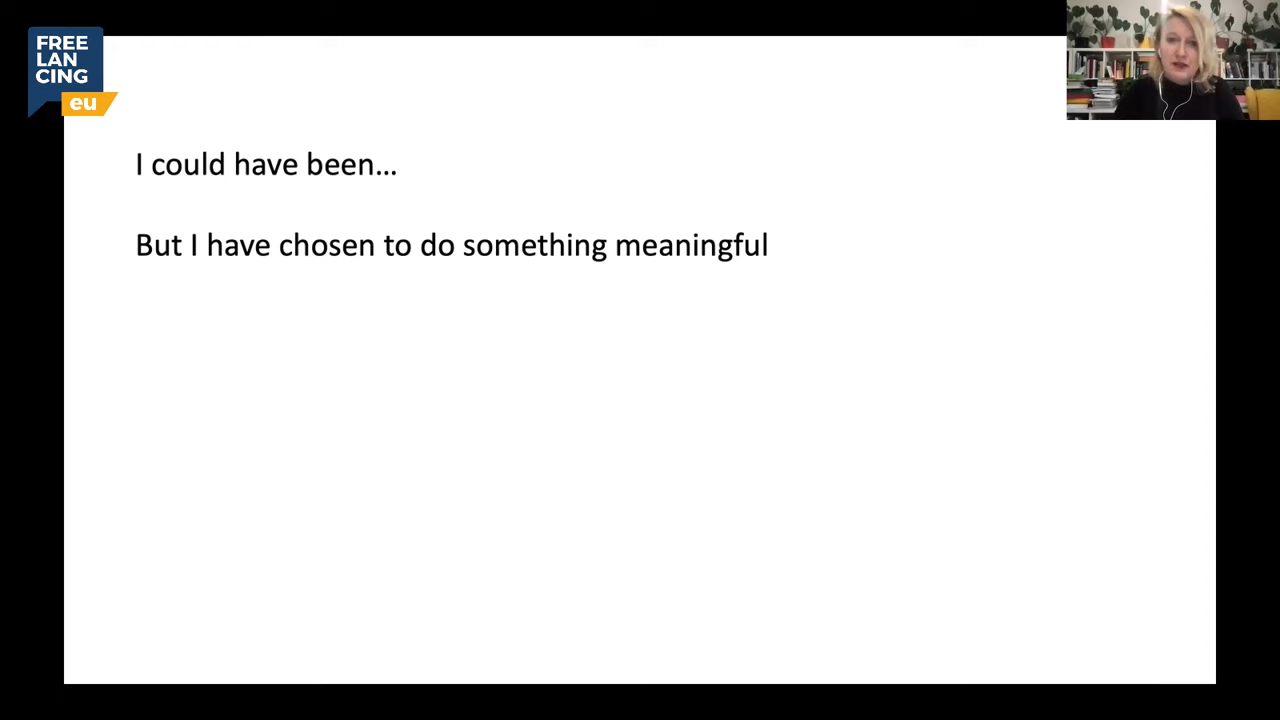 FREE
LAN
CING
eu
I could have been…
But I have chosen to do something meaningful